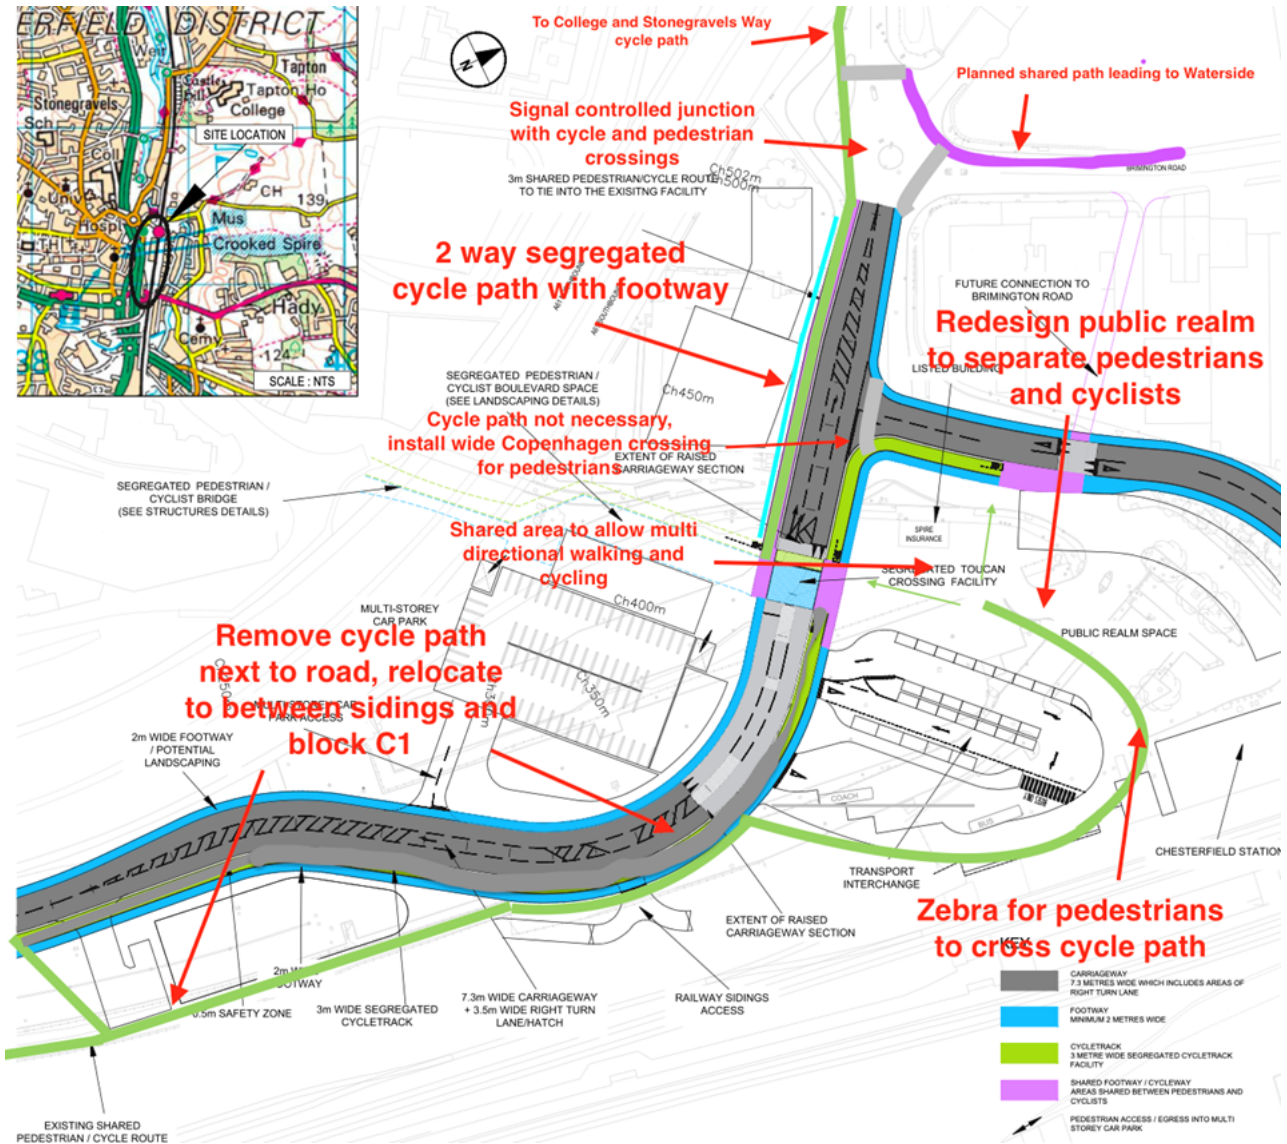 ERFIELD DISTRICT
Weir
Tapton
Tapton Ho
College
Stonegravels
Sch
SITE LOCATION
Coll
CH
139
Univ
Mus
Hospl
Crooked Spire
TH
Hady
Cemy
124
SCALE : NTS
To College and Stonegravels Way
cycle path
Planned shared path leading to Waterside
Signal controlled junction
with cycle and pedestrian
crossings
Ch502m
Ch500m
3m SHARED PEDESTRIAN/CYCLE ROUTE
TO TIE INTO THE EXISITNG FACILITY
BRIMINGTON ROAD
2 way segregated
cycle path with footway
FUTURE CONNECTION TO
BRIMINGTON ROAD
Redesign public realm
to separate pedestrians
and cyclists
LISTED BUILDING
SEGREGATED PEDESTRIAN /
CYCLIST BOULEVARD SPACE
(SEE LANDSCAPING DETAILS)
Ch450m
Cycle path not necessary,
install wide Copenhagen crossing
for pedestrians
EXTENT OF RAISED
CARRIAGEWAY SECTION
SEGREGATED PEDESTRIAN /
CYCLIST BRIDGE
(SEE STRUCTURES DETAILS)
SPIRE
INSURANCE
Shared area to allow multi
directional walking and
cycling
SEGREGATED TOUCAN
CROSSING FACILITY
Ch400m
MULTI-STOREY
CAR PARK
PUBLIC REALM SPACE
Remove cycle path
next to road, relocate
to between sidings and
block C1
Ch350m
MULTI-STOREY CAR
PARK ACCESS
2m WIDE FOOTWAY
/ POTENTIAL
LANDSCAPING
COACH
BUS
CHESTERFIELD STATION
TRANSPORT
INTERCHANGE
EXTENT OF RAISED
CARRIAGEWAY SECTION
Zebra for pedestrians
to cross cycle path
KEY
2m
0.5m SAFETY ZONE
3m WIDE SEGREGATED
CYCLETRACK
7.3m WIDE CARRIAGEWAY
+ 3.5m WIDE RIGHT TURN
LANE/HATCH
RAILWAY SIDINGS
ACCESS
CARRIAGEWAY
7.3 METRES WIDE WHICH INCLUDES AREAS OF
RIGHT TURN LANE
FOOTWAY
MINIMUM 2 METRES WIDE
CYCLETRACK
3 METRE WIDE SEGREGATED CYCLETRACK
FACILITY
SHARED FOOTWAY / CYCLEWAY
AREAS SHARED BETWEEN PEDESTRIANS AND
CYCLISTS
PEDESTRIAN ACCESS / EGRESS INTO MULTI
STOREY CAR PARK
EXISTING SHARED
PEDESTRIAN / CYCLE ROUTE